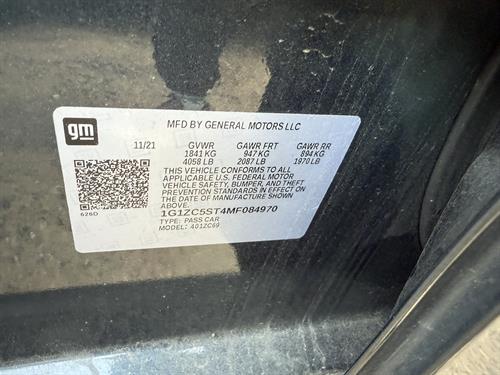 gm
MFD BY GENERAL MOTORS LLC
11/21 GVWR GAWR FRT GAWR RR
1841 KG 947 KG 894 KG
4058 LB 2087 LB 1970 LB
THIS VEHICLE CONFORMS TO ALL
APPLICABLE U.S. FEDERAL MOTOR
VEHICLE SAFETY, BUMPER, AND THEFT
PREVENTION STANDARDS IN EFFECT ON
THE DATE OF MANUFACTURE SHOWN
ABOVE.
1G1ZC5ST4MF084970
TYPE: PASS CAR
MODEL: 401ZC69
626D